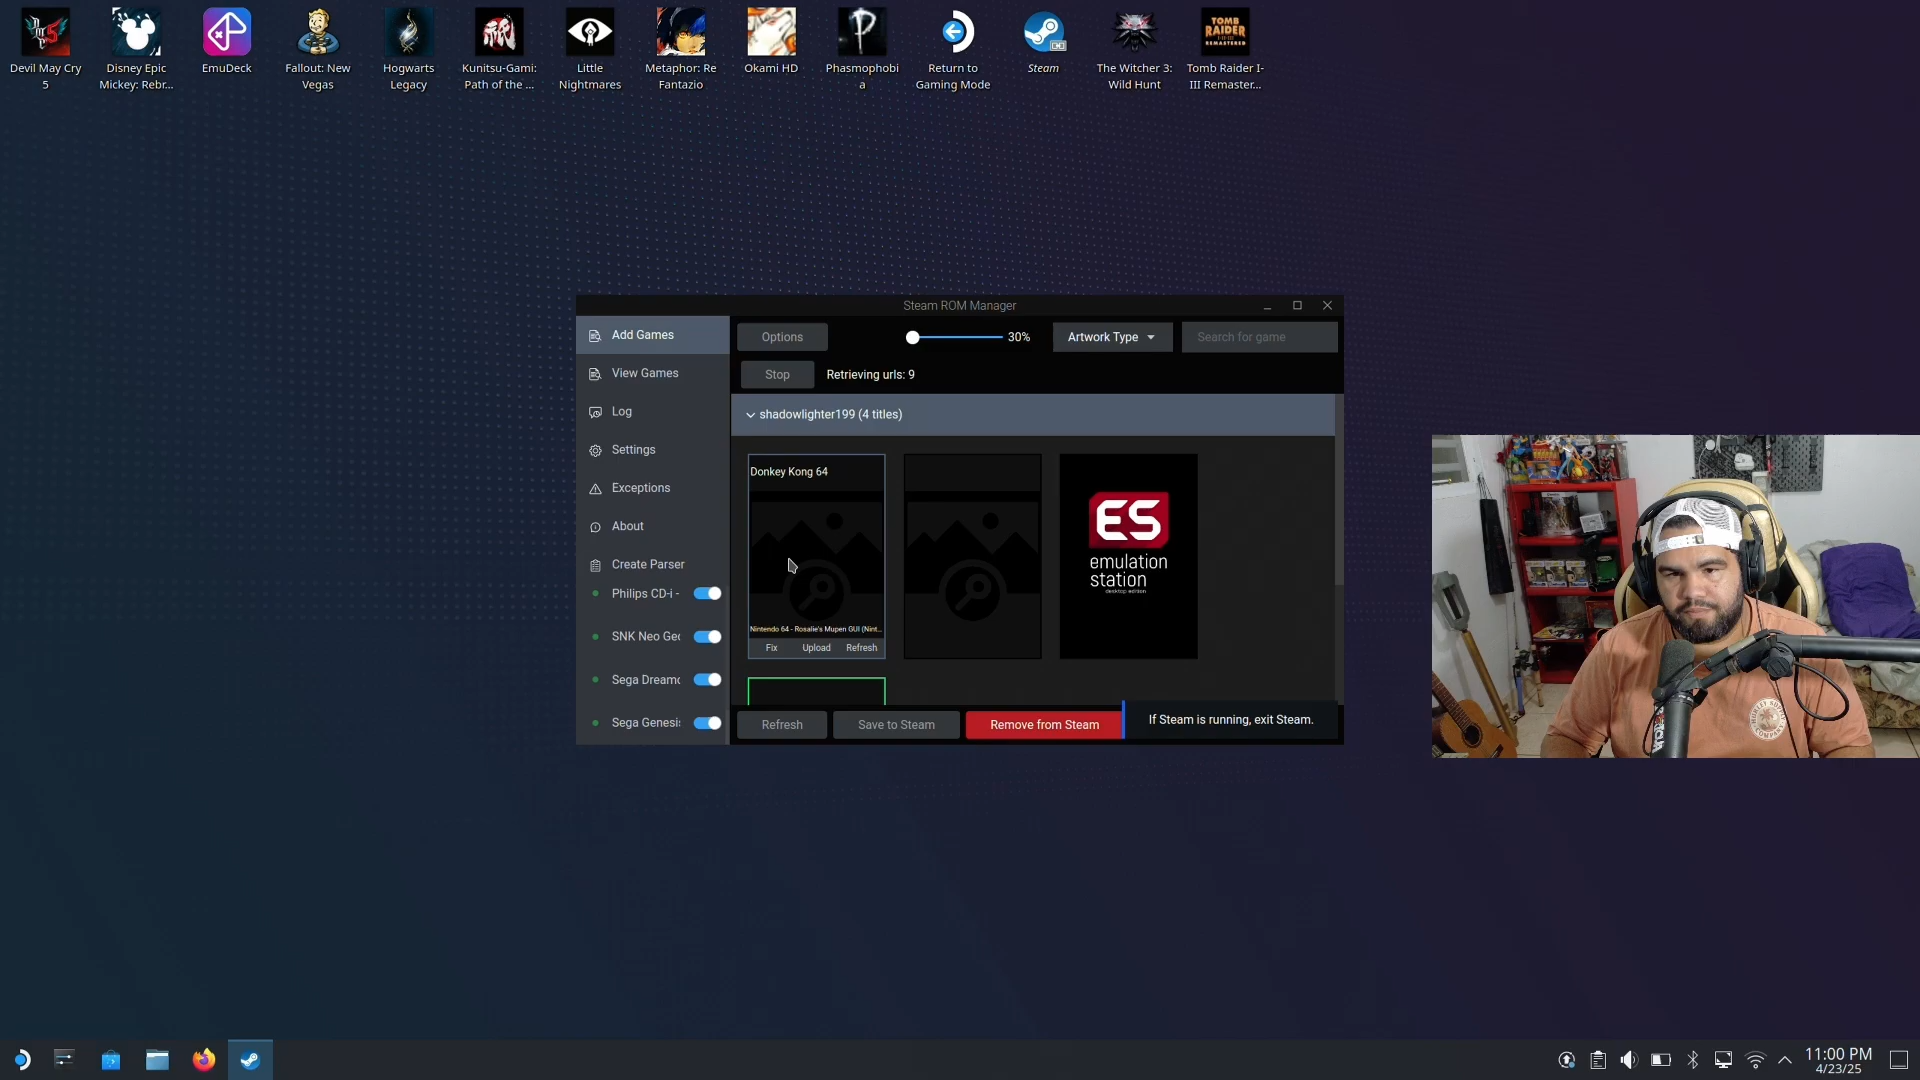 Devil May Cry
5
Disney Epic
Mickey: Rebr...
EmuDeck
Fallout: New
Vegas
Hogwarts
Legacy
Kunitsu-Gami:
Path of the ...
Little
Nightmares
Metaphor: Re
Fantazio
Okami HD
Phasmophobi
a
Return to
Gaming Mode
Steam
The Witcher 3:
Wild Hunt
TOMB
RAIDER
REMASTERED
Tomb Raider I-
III Remaster...
Steam ROM Manager
Add Games
View Games
Log
Settings
Exceptions
About
Create Parser
Philips CD-i -
SNK Neo Geo
Sega Dreamc
Sega Genesis
Options
30%
Artwork Type
Search for game
Stop
Retrieving urls: 9
shadowlighter199 (4 titles)
Donkey Kong 64
Nintendo 64 - Rosalie's Mupen GUI (Nint...
Fix Upload Refresh
ES
emulation
station
desktop edition
Refresh
Save to Steam
Remove from Steam
If Steam is running, exit Steam.
11:00 PM
4/23/25